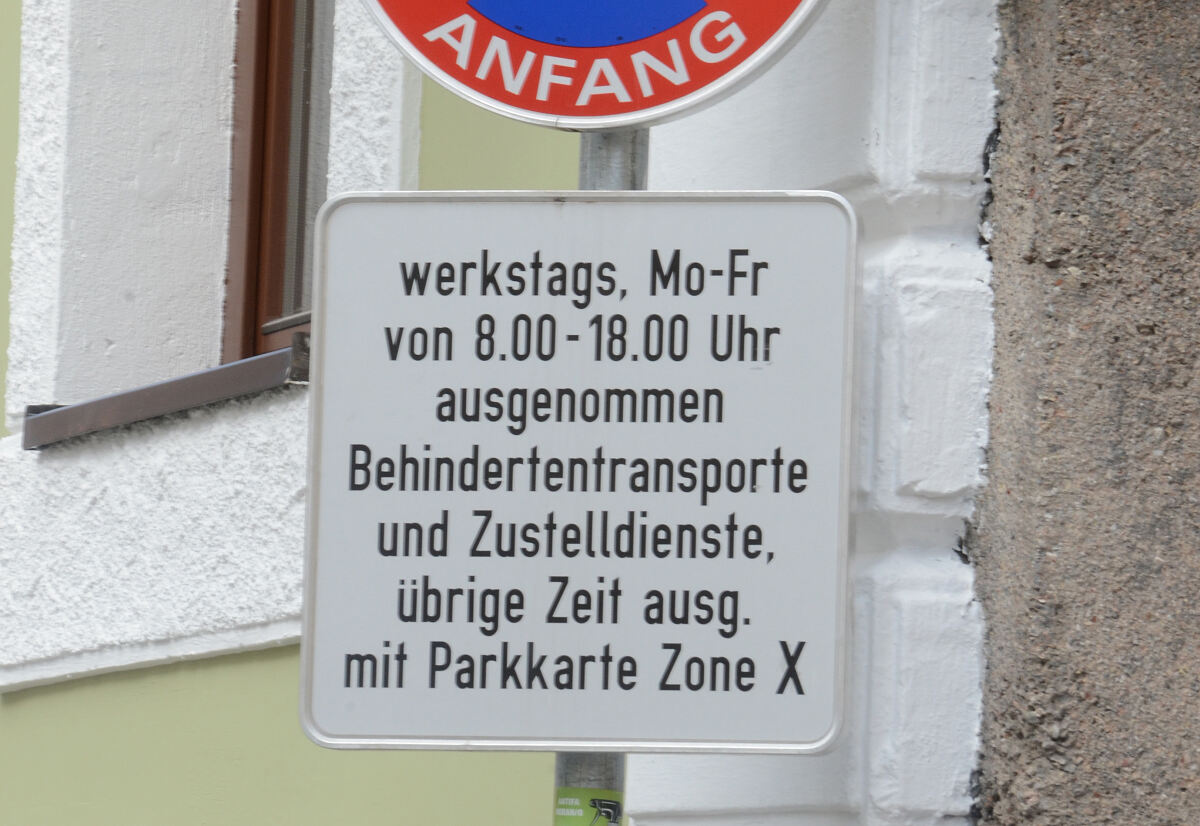 ANFANG
werkstags, Mo-Fr
von 8.00-18.00 Uhr
ausgenommen
Behindertentransporte
und Zustelldienste,
übrige Zeit ausg.
mit Parkkarte Zone X
ANTIFA